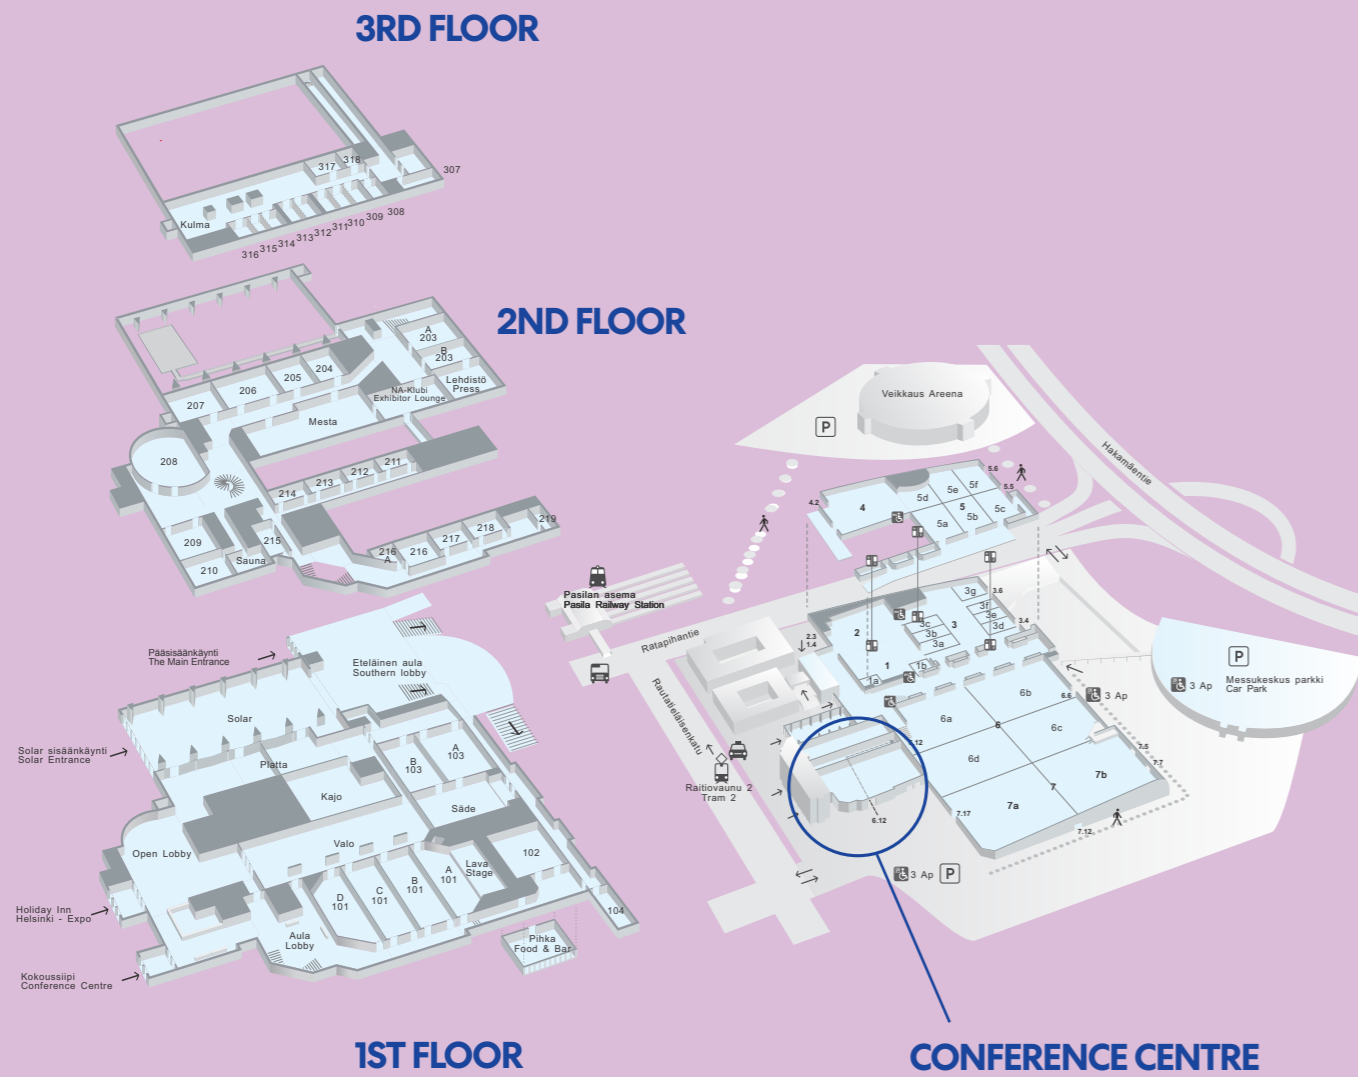 3RD FLOOR
317
318
307
Kulma
316
315
314
313
312
311
310
309
308
2ND FLOOR
A
203
B
203
Lehdistö
Press
NA-Klubi
Exhibitor Lounge
204
205
206
207
Mesta
208
211
212
213
214
209
210
Sauna
215
216
A
216
217
218
219
Pääsisäänkäynti
The Main Entrance
Eteläinen aula
Southern lobby
Solar
Solar sisäänkäynti
Solar Entrance
Platta
A
103
B
103
Kajo
Säde
Valo
Open Lobby
Lava
Stage
102
A
101
B
101
C
101
D
101
104
Holiday Inn
Helsinki - Expo
Aula
Lobby
Pihka
Food & Bar
Kokoussiipi
Conference Centre
1ST FLOOR
Veikkaus Areena
P
Hakamäentie
5.6
5.5
4.2
4
5d
5e
5f
5
5a
5b
5c
Pasilan asema
Pasila Railway Station
Ratapihantie
2.3
1.4
2
3g
3.6
3f
3e
3d
3.4
3c
3b
3a
3
1
1a
1b
P
Messukeskus parkki
Car Park
3 Ap
3 Ap
6.6
6b
6a
6
6c
6d
7.12
7.5
7.7
7b
7
7a
7.17
7.12
Rautatieläisenkatu
Raitiovaunu 2
Tram 2
6.12
3 Ap
P
CONFERENCE CENTRE